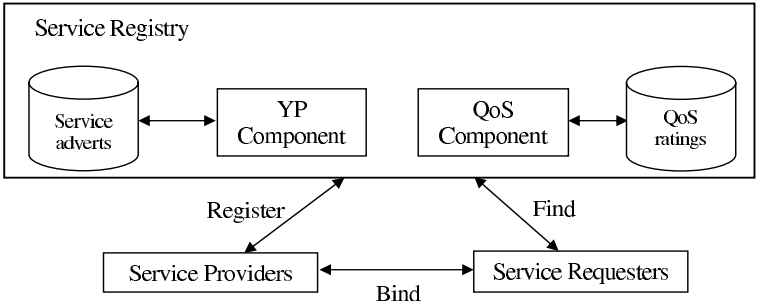 Service Registry
Service
adverts
YP
Component
QoS
Component
QoS
ratings
Register
Find
Service Providers
Service Requesters
Bind